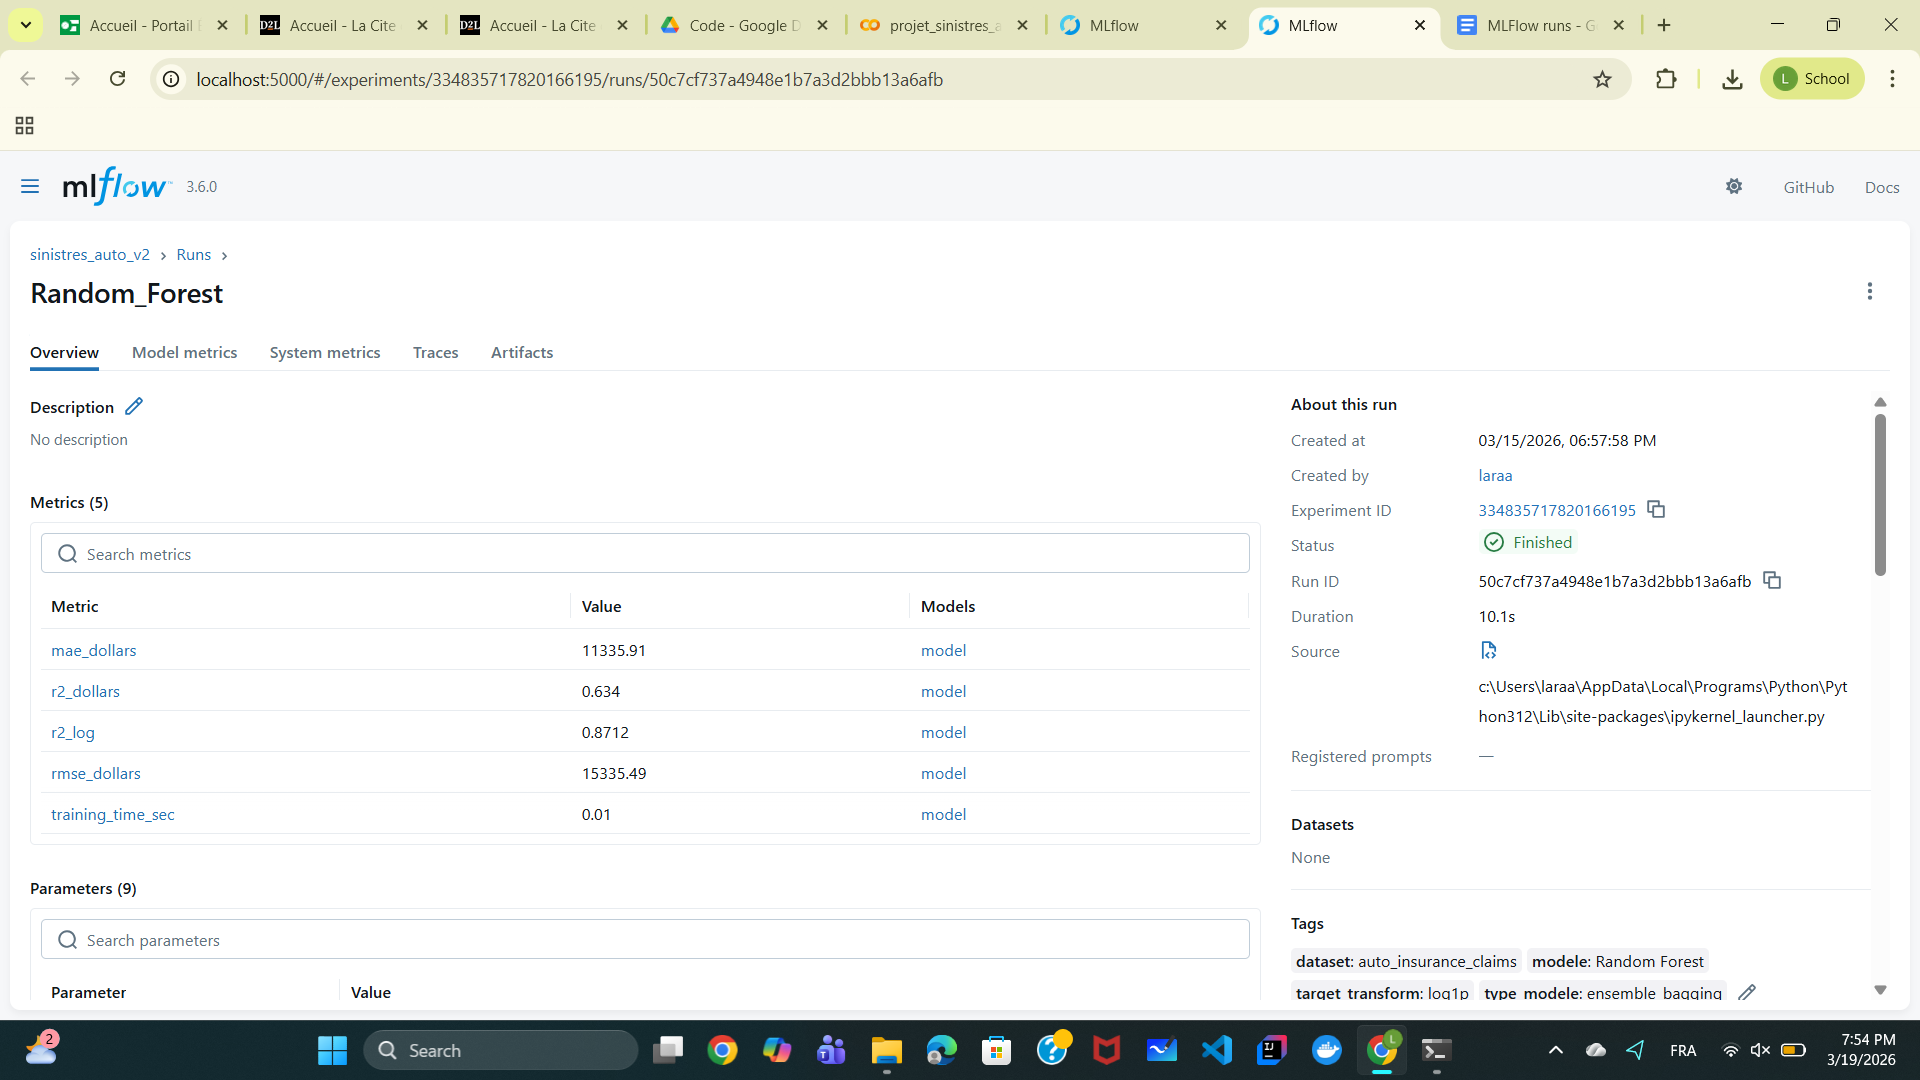 Accueil - Portail E
Accueil - La Cite
Accueil - La Cite
Code - Google D
projet_sinistres_a
MLflow
MLflow
MLFlow runs - G
localhost:5000/#/experiments/334835717820166195/runs/50c7cf737a4948e1b7a3d2bbb13a6afb
L School
mlflow 3.6.0
GitHub Docs
sinistres_auto_v2 > Runs >
Random_Forest
Overview Model metrics System metrics Traces Artifacts
Description
No description
Metrics (5)
Search metrics
Metric Value Models
mae_dollars 11335.91 model
r2_dollars 0.634 model
r2_log 0.8712 model
rmse_dollars 15335.49 model
training_time_sec 0.01 model
Parameters (9)
Search parameters
Parameter Value
About this run
Created at 03/15/2026, 06:57:58 PM
Created by laraa
Experiment ID 334835717820166195
Status Finished
Run ID 50c7cf737a4948e1b7a3d2bbb13a6afb
Duration 10.1s
Source
c:\Users\laraa\AppData\Local\Programs\Python\Pyt
hon312\Lib\site-packages\ipykernel_launcher.py
Registered prompts —
Datasets
None
Tags
dataset: auto_insurance_claims modele: Random Forest
target_transform: log1p type_modele: ensemble_bagging
2
Search
FRA
7:54 PM
3/19/2026